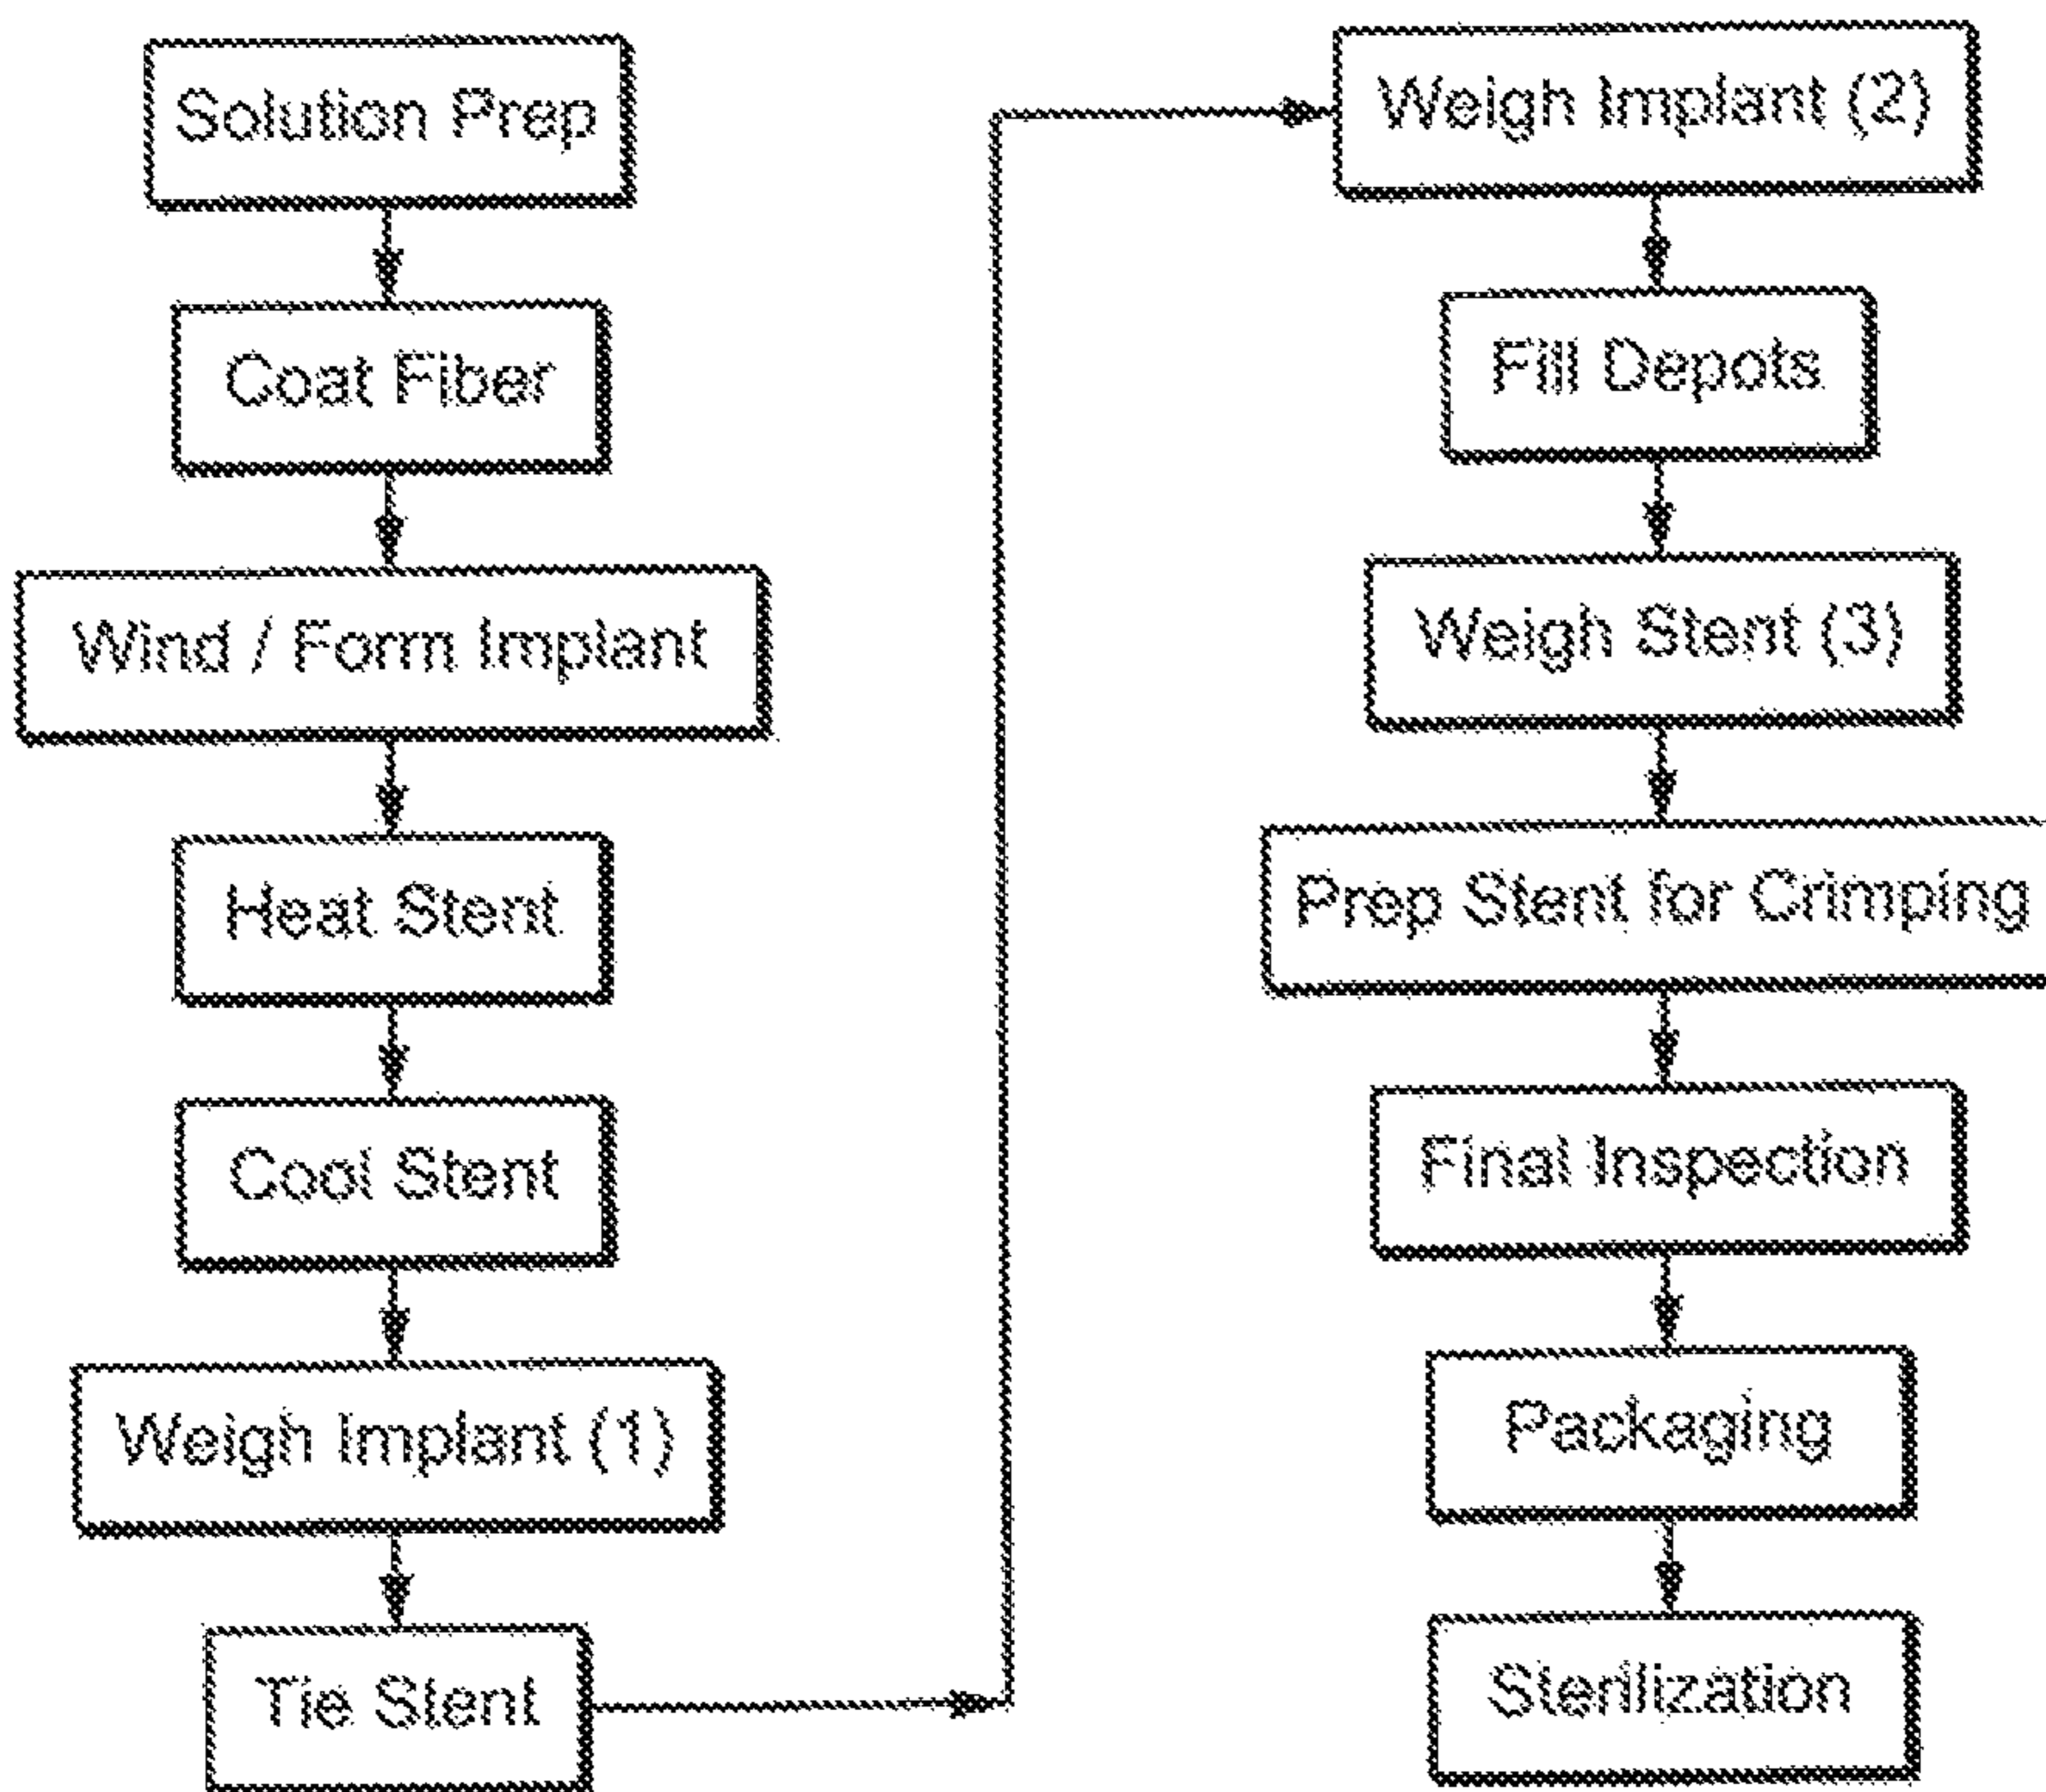 Solution Prep
Coat Fiber
Wind / Form Implant
Heat Stent
Cool Stent
Weigh Implant (1)
Tie Stent
Weigh Implant (2)
Fill Depots
Weigh Stent (3)
Prep Stent for Crimping
Final Inspection
Packaging
Sterilization